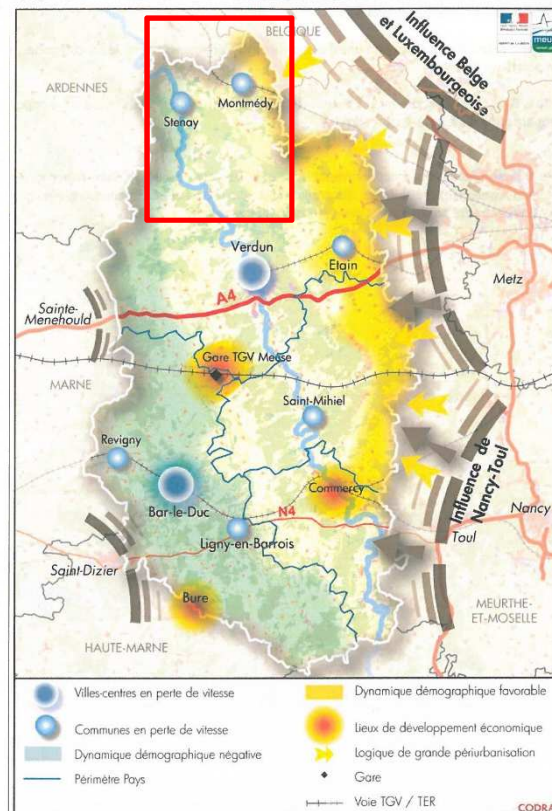 BELGIQUE
Influence Belge
et Luxembourgeoise
meuse
ARDENNES
Montmédy
Stenay
Verdun
Etain
Metz
A4
Sainte-
Menehould
Gare TGV Meuse
MARNE
Saint-Mihiel
Revigny
Commercy
Influence de
Nancy-Toul
Bar-le-Duc
N4
Nancy
Toul
Ligny-en-Barrois
Saint-Dizier
Bure
MEURTHE-
ET-MOSELLE
HAUTE-MARNE
Villes-centres en perte de vitesse
Communes en perte de vitesse
Dynamique démographique négative
Périmètre Pays
Dynamique démographique favorable
Lieux de développement économique
Logique de grande périurbanisation
Gare
Voie TGV / TER
CODRA